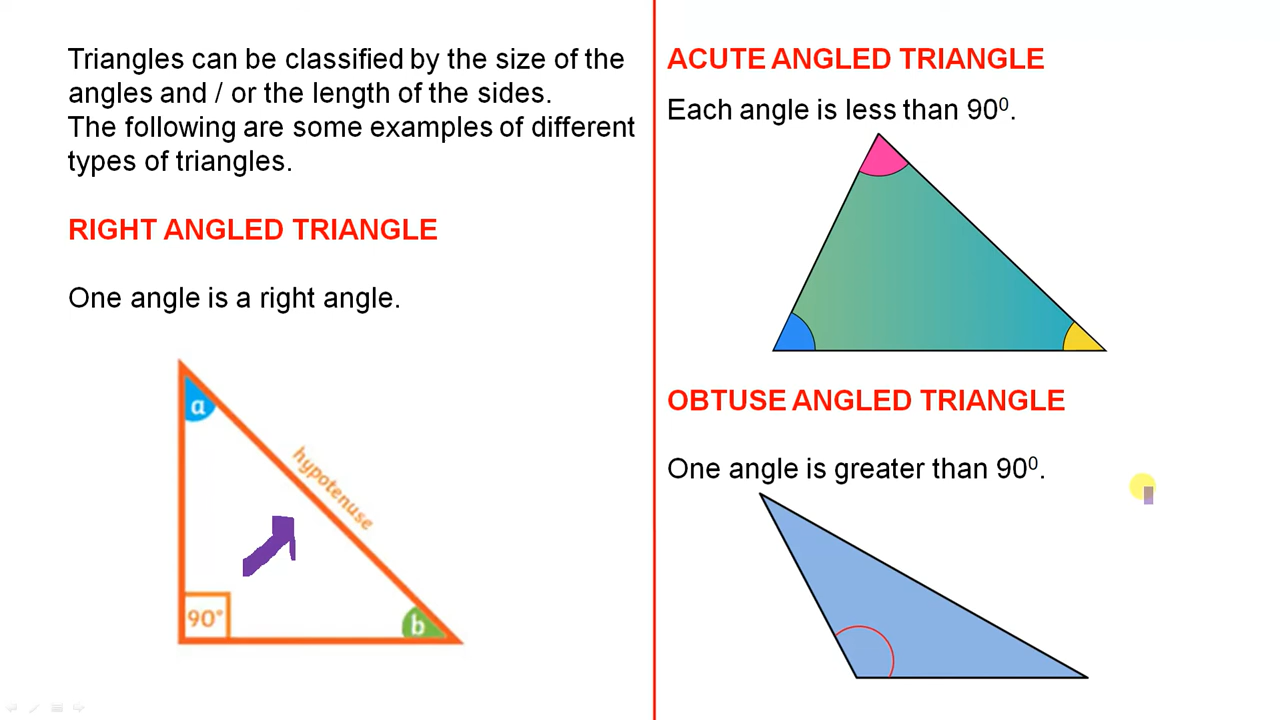 Triangles can be classified by the size of the
angles and / or the length of the sides.
The following are some examples of different
types of triangles.
RIGHT ANGLED TRIANGLE
One angle is a right angle.
a
hypotenuse
90°
b
ACUTE ANGLED TRIANGLE
Each angle is less than 90⁰.
OBTUSE ANGLED TRIANGLE
One angle is greater than 90⁰.